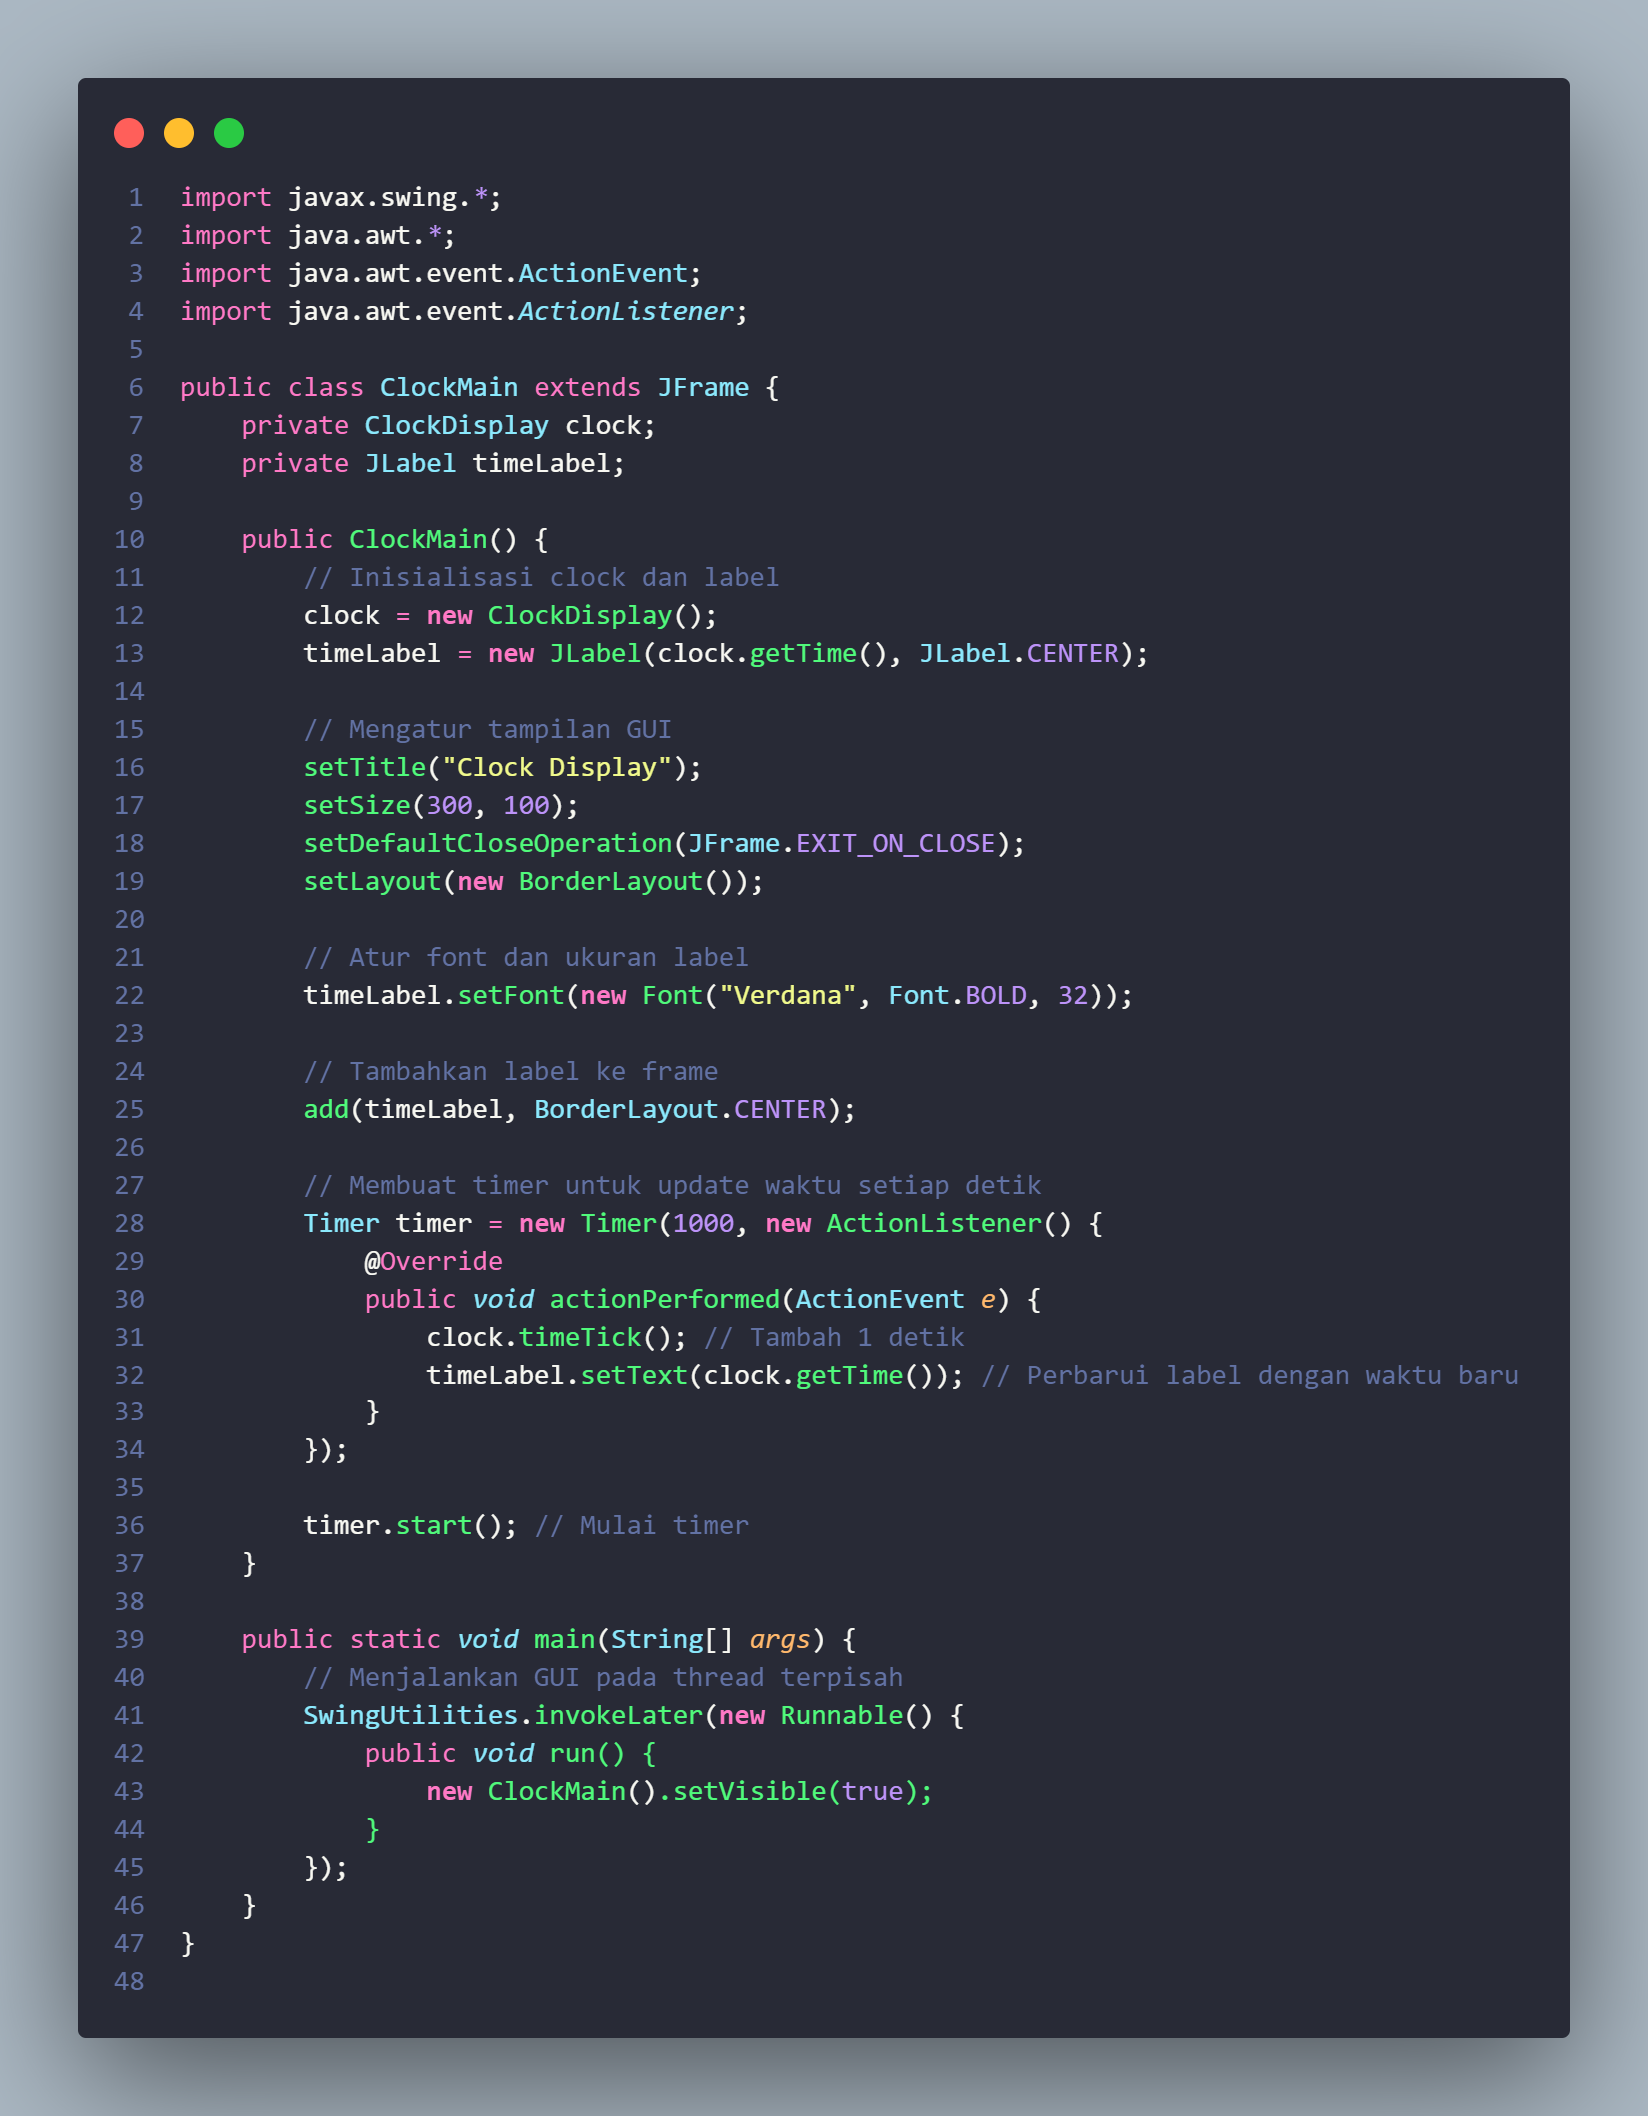 1 import javax.swing.*;
2 import java.awt.*;
3 import java.awt.event.ActionEvent;
4 import java.awt.event.ActionListener;
5
6 public class ClockMain extends JFrame {
7     private ClockDisplay clock;
8     private JLabel timeLabel;
9
10     public ClockMain() {
11         // Inisialisasi clock dan label
12         clock = new ClockDisplay();
13         timeLabel = new JLabel(clock.getTime(), JLabel.CENTER);
14
15         // Mengatur tampilan GUI
16         setTitle("Clock Display");
17         setSize(300, 100);
18         setDefaultCloseOperation(JFrame.EXIT_ON_CLOSE);
19         setLayout(new BorderLayout());
20
21         // Atur font dan ukuran label
22         timeLabel.setFont(new Font("Verdana", Font.BOLD, 32));
23
24         // Tambahkan label ke frame
25         add(timeLabel, BorderLayout.CENTER);
26
27         // Membuat timer untuk update waktu setiap detik
28         Timer timer = new Timer(1000, new ActionListener() {
29             @Override
30             public void actionPerformed(ActionEvent e) {
31                 clock.timeTick(); // Tambah 1 detik
32                 timeLabel.setText(clock.getTime()); // Perbarui label dengan waktu baru
33             }
34         });
35
36         timer.start(); // Mulai timer
37     }
38
39     public static void main(String[] args) {
40         // Menjalankan GUI pada thread terpisah
41         SwingUtilities.invokeLater(new Runnable() {
42             public void run() {
43                 new ClockMain().setVisible(true);
44             }
45         });
46     }
47 }
48